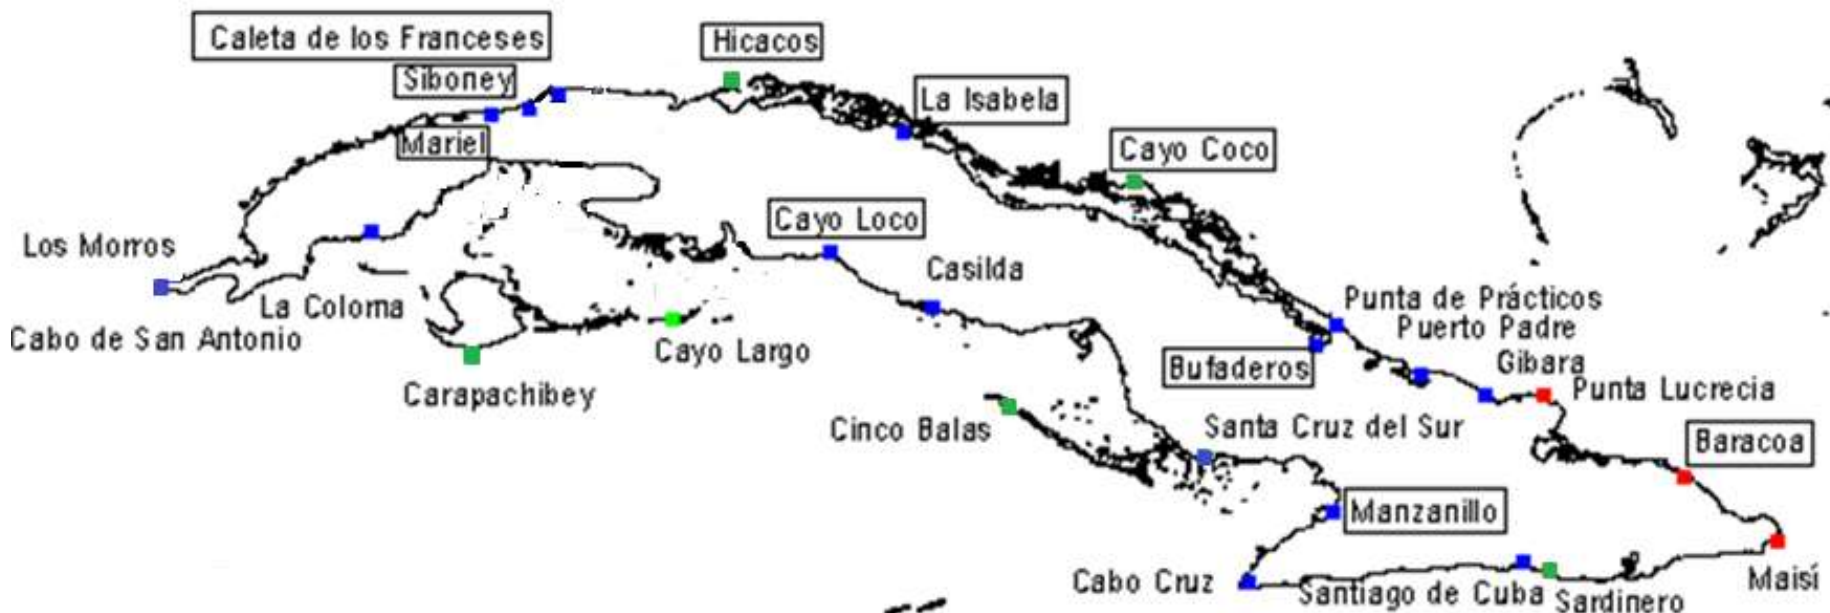 Caleta de los Franceses
Hicacos
Siboney
La Isabela
Mariel
Cayo Coco
Cayo Loco
Los Morros
Casilda
La Coloma
Punta de Prácticos
Cabo de San Antonio
Puerto Padre
Cayo Largo
Bufaderos
Gibara
Carapachibey
Punta Lucrecia
Cinco Balas
Santa Cruz del Sur
Baracoa
Manzanillo
Cabo Cruz
Santiago de Cuba
Sardinero
Maisí